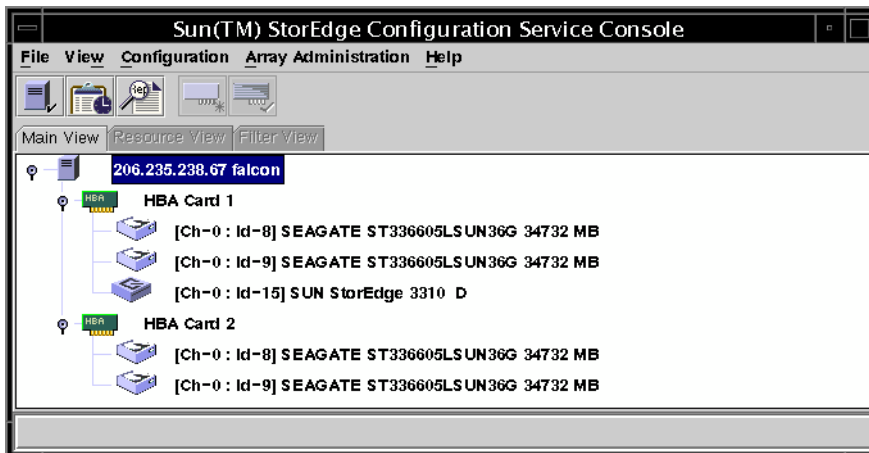 Sun(TM) StorEdge Configuration Service Console
File View Configuration Array Administration Help
Rep
Main View Resource View Filter View
206.235.238.67 falcon
HBA HBA Card 1
[Ch-0 : Id-8] SEAGATE ST336605LSUN36G 34732 MB
[Ch-0 : Id-9] SEAGATE ST336605LSUN36G 34732 MB
[Ch-0 : Id-15] SUN StorEdge 3310 D
HBA HBA Card 2
[Ch-0 : Id-8] SEAGATE ST336605LSUN36G 34732 MB
[Ch-0 : Id-9] SEAGATE ST336605LSUN36G 34732 MB